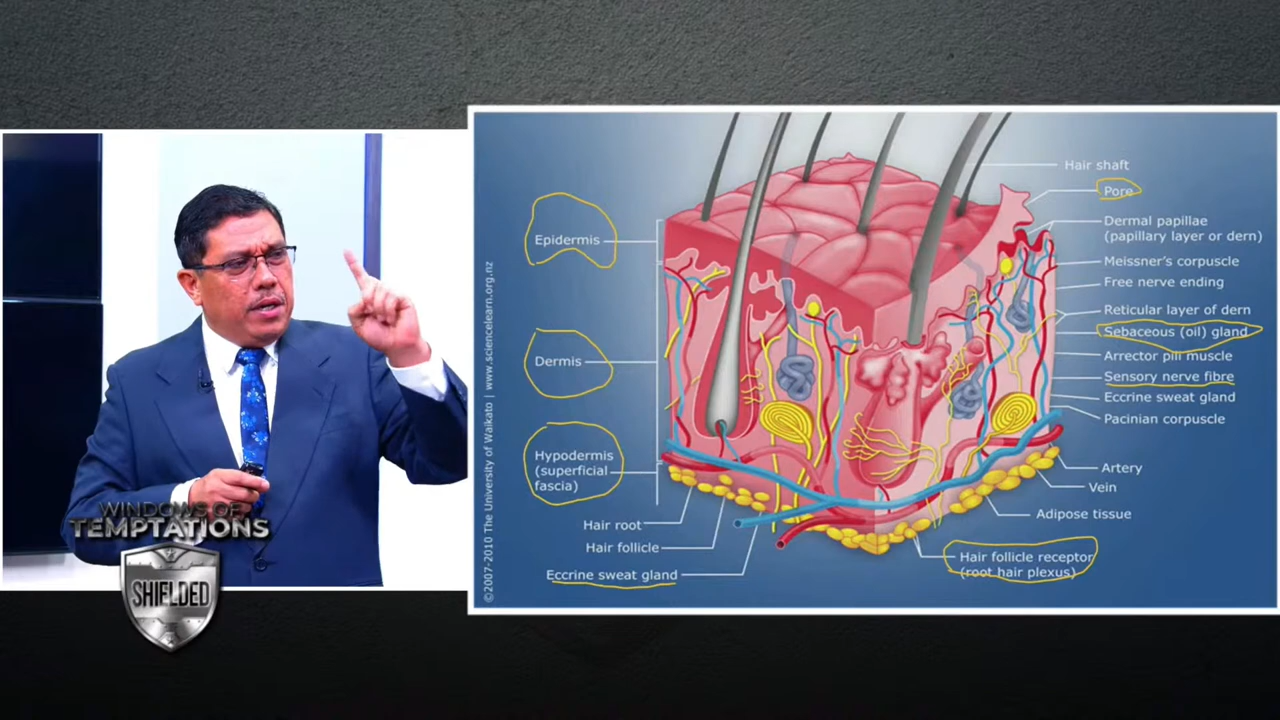 WINDOWS OF
TEMPTATIONS
SHIELDED
©2007-2010 The University of Waikato | www.sciencelearn.org.nz
Epidermis
Dermis
Hypodermis
(superficial
fascia)
Hair root
Hair follicle
Eccrine sweat gland
Hair shaft
Pore
Dermal papillae
(papillary layer or dern)
Meissner's corpuscle
Free nerve ending
Reticular layer of dern
Sebaceous (oil) gland
Arrector pili muscle
Sensory nerve fibre
Eccrine sweat gland
Pacinian corpuscle
Artery
Vein
Adipose tissue
Hair follicle receptor
(root hair plexus)